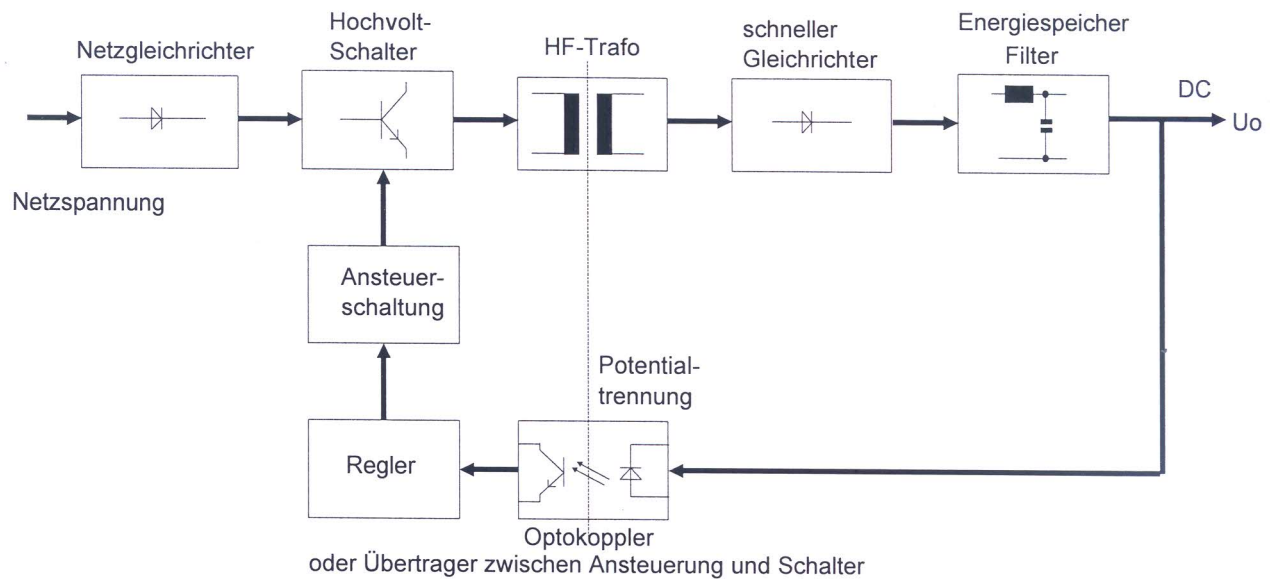 Netzgleichrichter
Hochvolt-
Schalter
HF-Trafo
schneller
Gleichrichter
Energiespeicher
Filter
DC
Uo
Netzspannung
Ansteuer-
schaltung
Potential-
trennung
Regler
Optokoppler
oder Übertrager zwischen Ansteuerung und Schalter